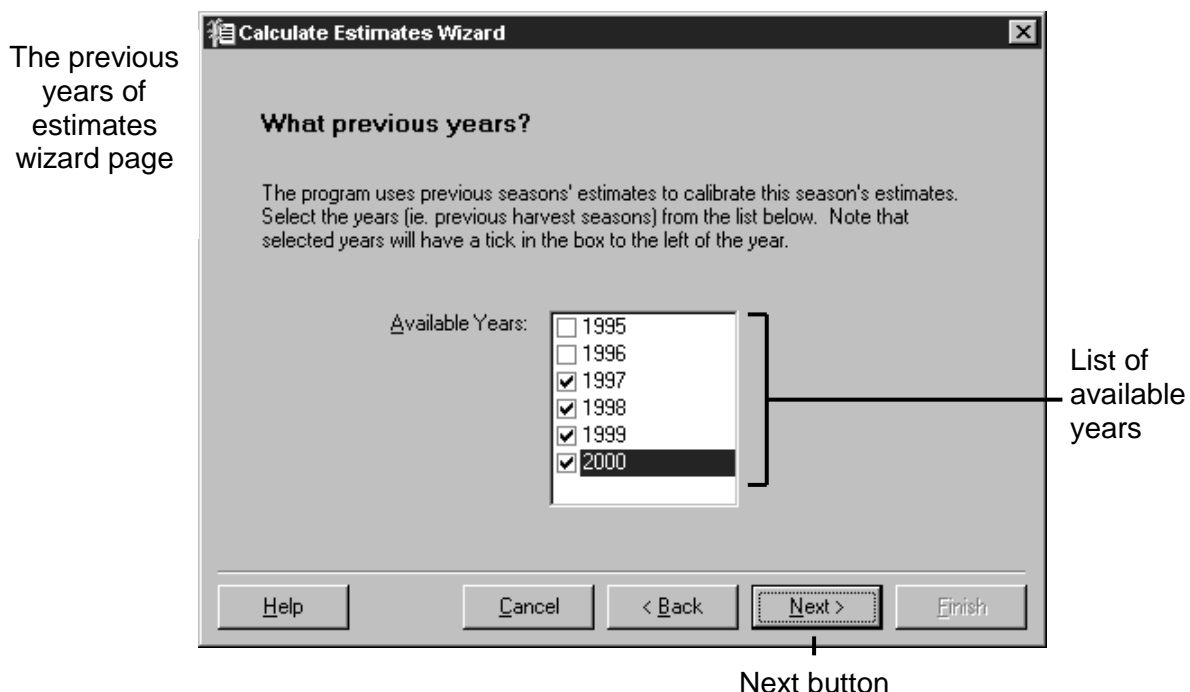 Calculate Estimates Wizard
The previous
years of
estimates
wizard page
What previous years?
The program uses previous seasons' estimates to calibrate this season's estimates.
Select the years (ie. previous harvest seasons) from the list below.  Note that
selected years will have a tick in the box to the left of the year.
Available Years:
1995
1996
1997
1998
1999
2000
List of
available
years
Help
Cancel
< Back
Next >
Finish
Next button